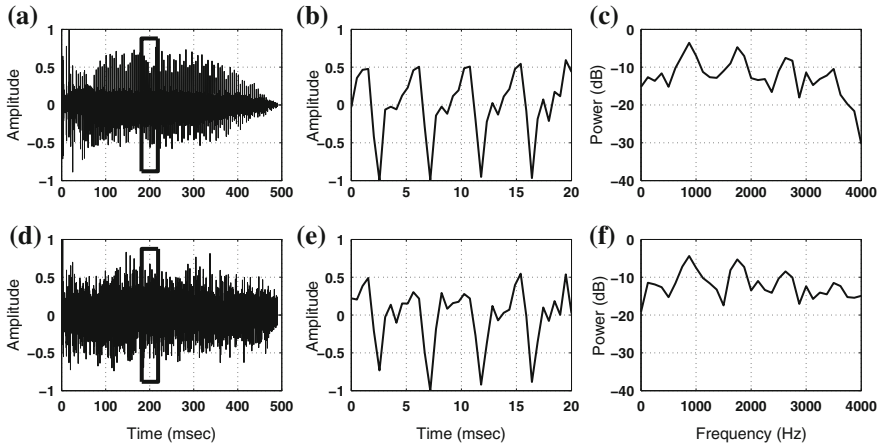 (a)
Amplitude
1
0.5
0
−0.5
−1
0 100 200 300 400 500
(b)
Amplitude
1
0.5
0
−0.5
−1
0 5 10 15 20
(c)
Power (dB)
0
−10
−20
−30
−40
0 1000 2000 3000 4000
(d)
Amplitude
1
0.5
0
−0.5
−1
0 100 200 300 400 500
Time (msec)
(e)
Amplitude
1
0.5
0
−0.5
−1
0 5 10 15 20
Time (msec)
(f)
Power (dB)
0
−10
−20
−30
−40
0 1000 2000 3000 4000
Frequency (Hz)